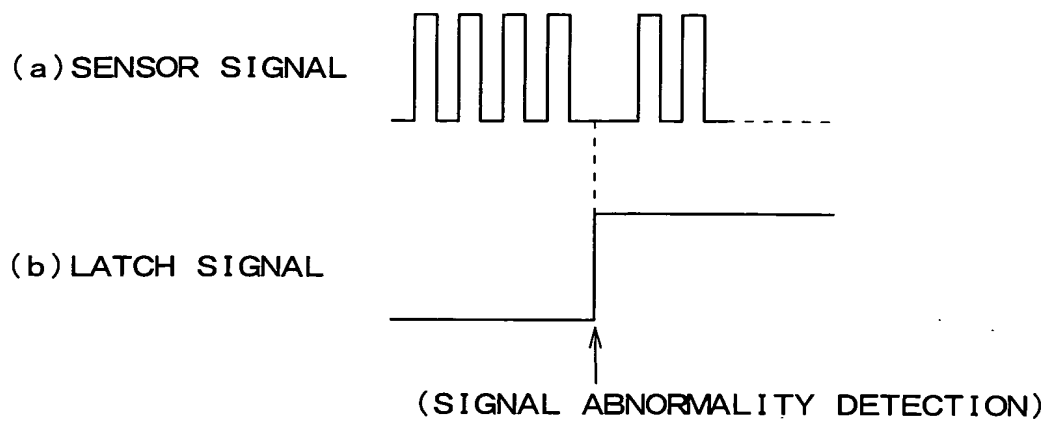 (a) SENSOR SIGNAL
(b) LATCH SIGNAL
(SIGNAL ABNORMALITY DETECTION)